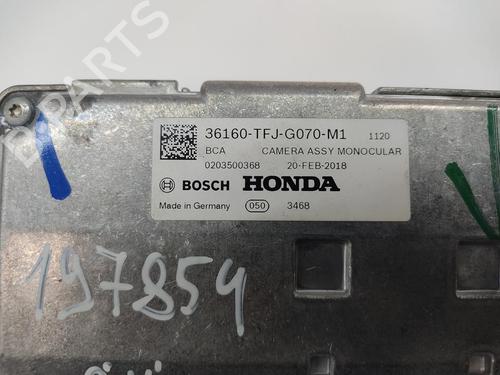 B-PARTS
36160-TFJ-G070-M1 1120
BCA CAMERA ASSY MONOCULAR
0203500368 20-FEB-2018
BOSCH HONDA
Made in Germany 050 3468
197854